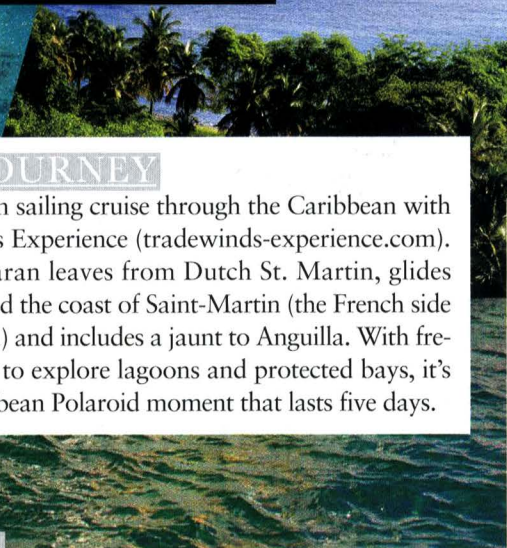 OURNEY
n sailing cruise through the Caribbean with
s Experience (tradewinds-experience.com).
ran leaves from Dutch St. Martin, glides
d the coast of Saint-Martin (the French side
) and includes a jaunt to Anguilla. With fre-
to explore lagoons and protected bays, it's
bean Polaroid moment that lasts five days.